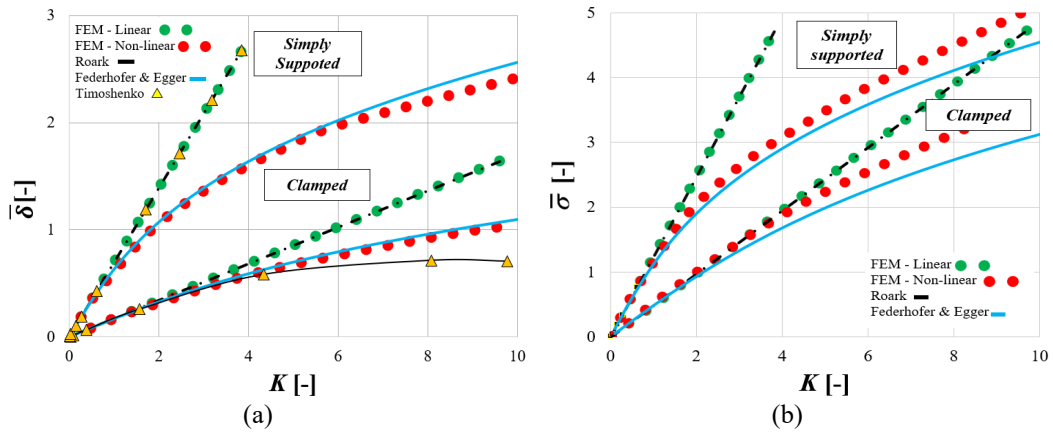 3
2
1
0
0
2
4
6
8
10
δ̅ [-]
K [-]
FEM - Linear
FEM - Non-linear
Roark
Federhofer & Egger
Timoshenko
Simply
Suppoted
Clamped
(a)
5
4
3
2
1
0
0
2
4
6
8
10
σ̅ [-]
K [-]
Simply
supported
Clamped
FEM - Linear
FEM - Non-linear
Roark
Federhofer & Egger
(b)